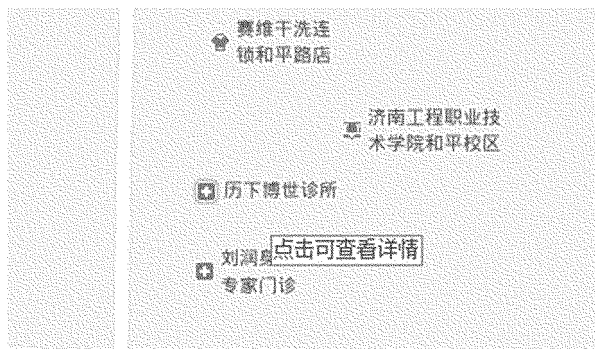 赛维干洗连
锁和平路店
济南工程职业技
术学院和平校区
历下博世诊所
点击可查看详情
刘润
专家门诊